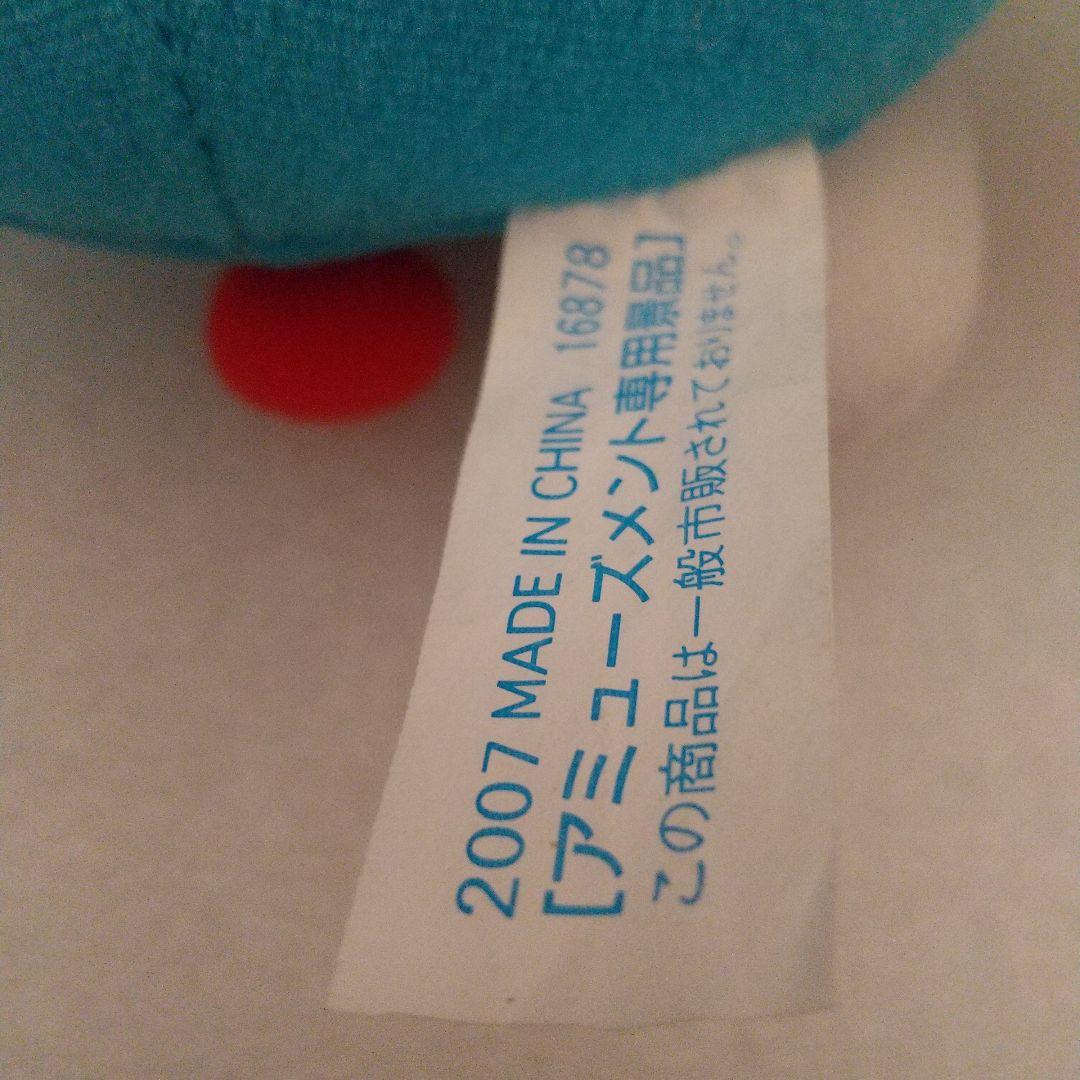 2007 MADE IN CHINA 16878
[アミューズメント専用景品]
この商品は一般市販されておりません。